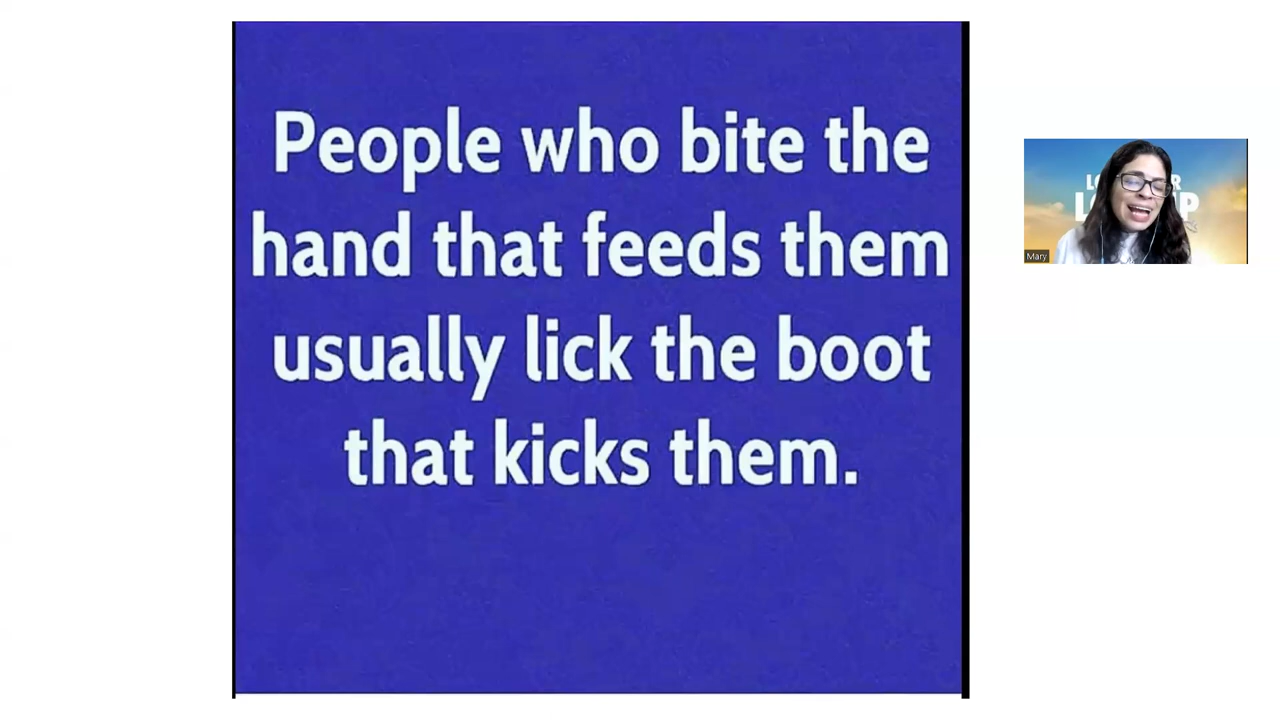 People who bite the
hand that feeds them
usually lick the boot
that kicks them.
Mary